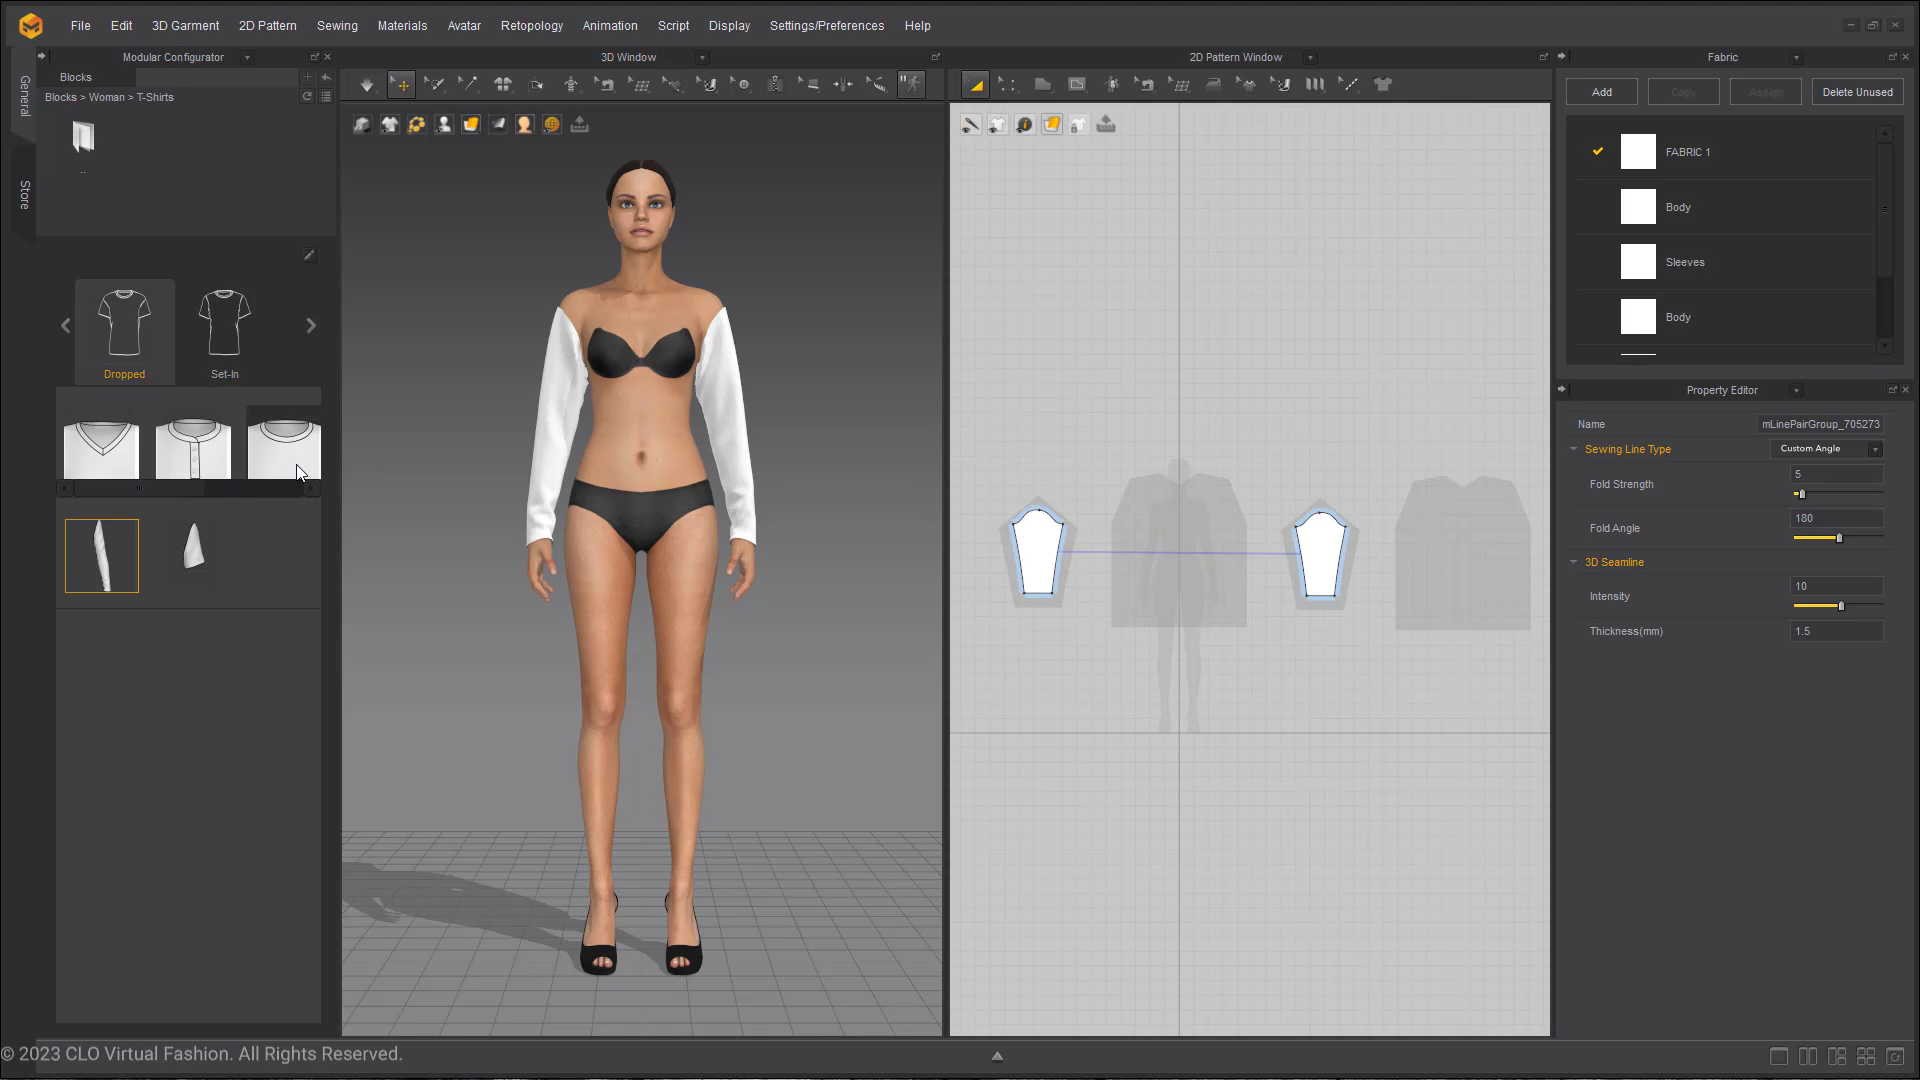 File Edit 3D Garment 2D Pattern Sewing Materials Avatar Retopology Animation Script Display Settings/Preferences Help
Modular Configurator
3D Window
2D Pattern Window
Fabric
General
Store
Blocks
Blocks > Woman > T-Shirts
..
Dropped
Set-In
Add
Copy
Assign
Delete Unused
FABRIC 1
Body
Sleeves
Body
Property Editor
Name mLinePairGroup_705273
Sewing Line Type Custom Angle
Fold Strength 5
Fold Angle 180
3D Seamline
Intensity 10
Thickness(mm) 1.5
© 2023 CLO Virtual Fashion. All Rights Reserved.